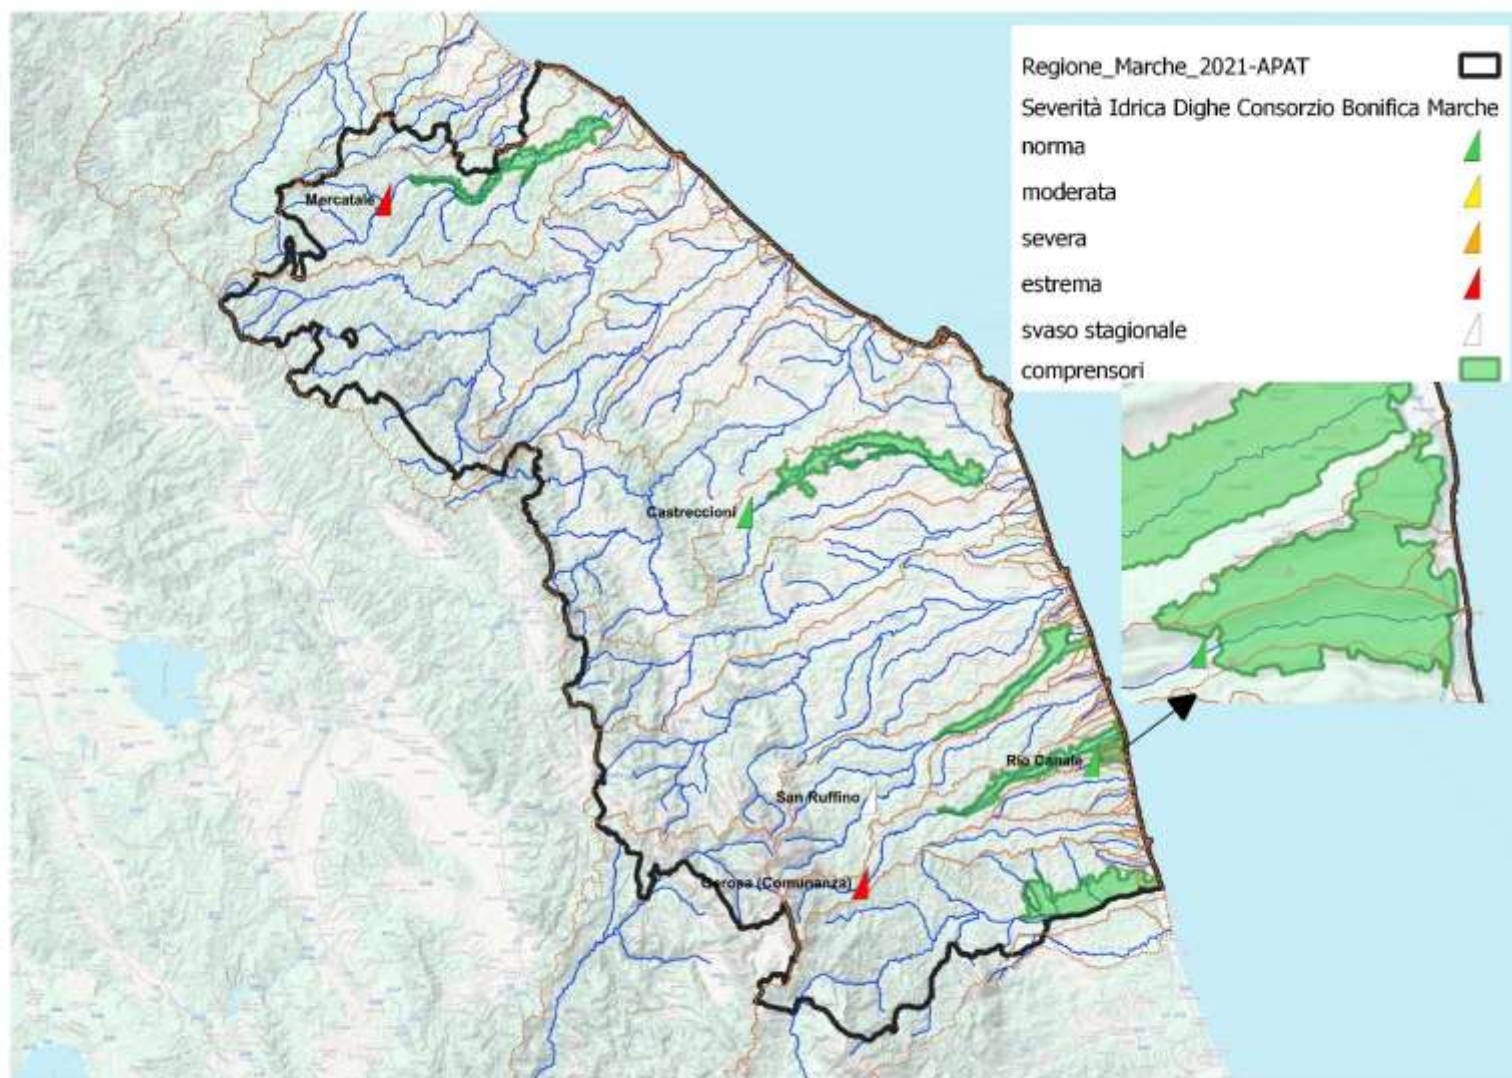 Regione_Marche_2021-APAT
Severità Idrica Dighe Consorzio Bonifica Marche
norma
moderata
severa
estrema
svaso stagionale
comprensori
Mercatale
Castreccioni
Rio Canale
San Ruffino
Gerosa (Comunanza)